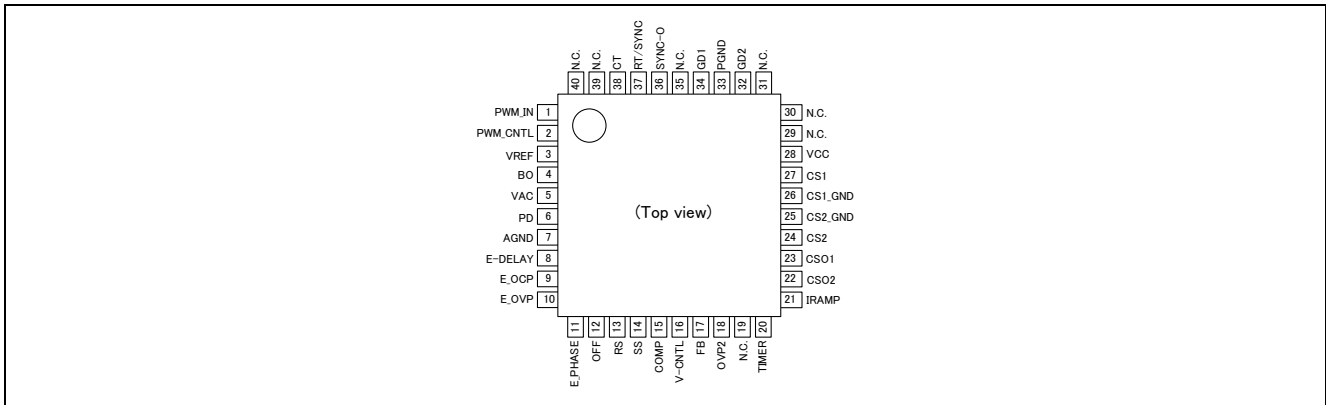 N.C.
N.C.
CT
RT/SYNC
SYNC-O
N.C.
GD1
PGND
GD2
N.C.
40 39 38 37 36 35 34 33 32 31
PWM_IN 1
PWM_CNTL 2
VREF 3
BO 4
VAC 5
PD 6
AGND 7
E-DELAY 8
E_OCP 9
E_OVP 10
(Top view)
30 N.C.
29 N.C.
28 VCC
27 CS1
26 CS1_GND
25 CS2_GND
24 CS2
23 CSO1
22 CSO2
21 IRAMP
11 12 13 14 15 16 17 18 19 20
E_PHASE
OFF
RS
SS
COMP
V-CNTL
FB
OVP2
N.C.
TIMER